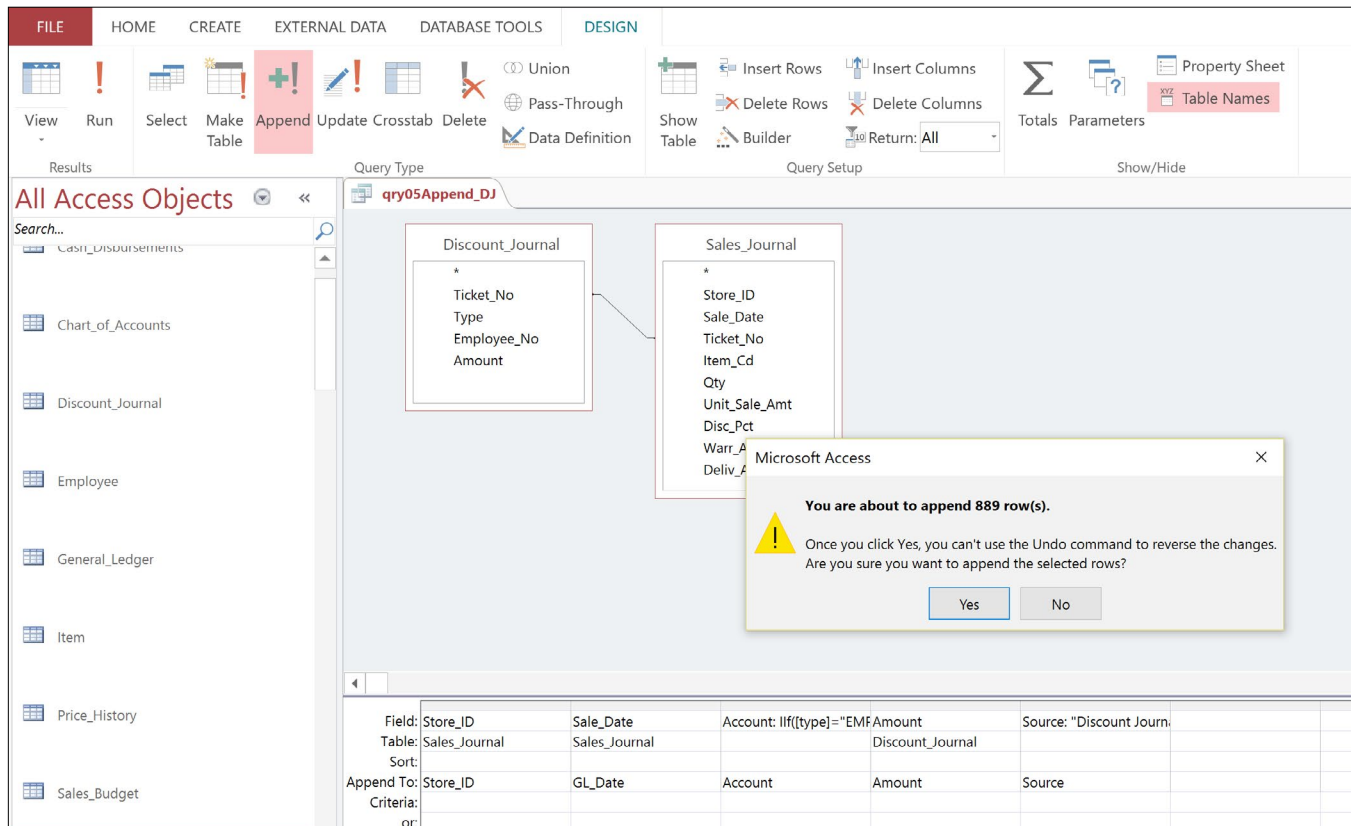 FILE HOME CREATE EXTERNAL DATA DATABASE TOOLS DESIGN
View Run
Results
Select Make Table Append Update Crosstab Delete
Union
Pass-Through
Data Definition
Query Type
Show Table
Insert Rows
Delete Rows
Builder
Insert Columns
Delete Columns
Return: All
Query Setup
Totals Parameters
Property Sheet
XYZ Table Names
Show/Hide
All Access Objects
Search...
Cash_Disbursements
Chart_of_Accounts
Discount_Journal
Employee
General_Ledger
Item
Price_History
Sales_Budget
qry05Append_DJ
Discount_Journal
*
Ticket_No
Type
Employee_No
Amount
Sales_Journal
*
Store_ID
Sale_Date
Ticket_No
Item_Cd
Qty
Unit_Sale_Amt
Disc_Pct
Warr_A
Deliv_A
Microsoft Access
You are about to append 889 row(s).
Once you click Yes, you can't use the Undo command to reverse the changes.
Are you sure you want to append the selected rows?
Yes No
Field: Store_ID Sale_Date Account: IIf([type]="EMF Amount Source: "Discount Journ
Table: Sales_Journal Sales_Journal Discount_Journal
Sort:
Append To: Store_ID GL_Date Account Amount Source
Criteria:
or: